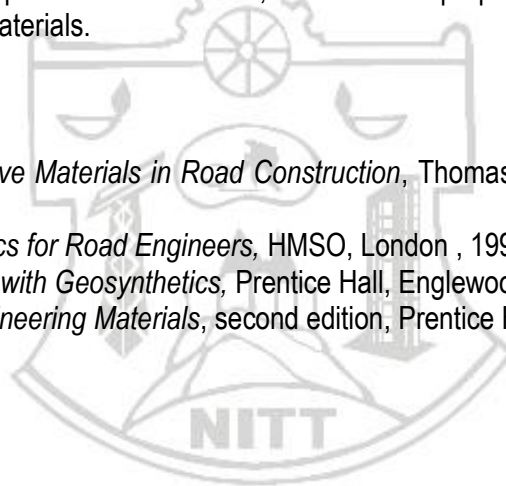 aterials.
ve Materials in Road Construction, Thomas
cs for Road Engineers, HMSO, London , 199
with Geosynthetics, Prentice Hall, Englewoo
ineering Materials, second edition, Prentice
NITT